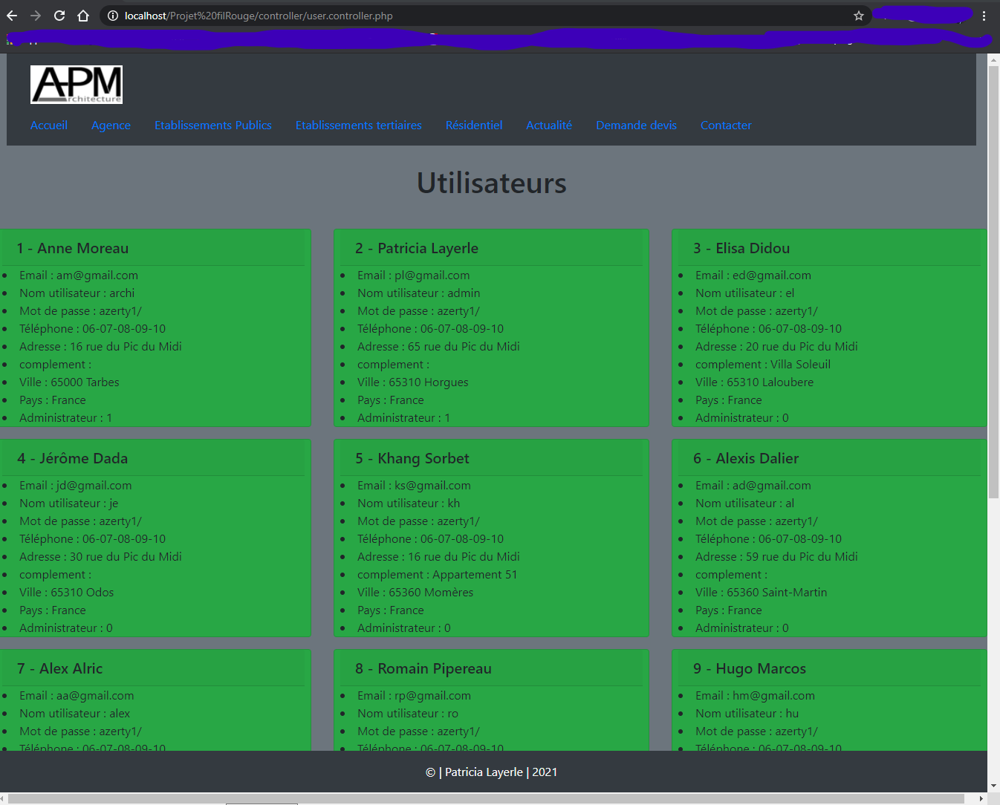 localhost/Projet%20filRouge/controller/user.controller.php
APM
rchitecture
Accueil Agence Etablissements Publics Etablissements tertiaires Résidentiel Actualité Demande devis Contacter
Utilisateurs
1 - Anne Moreau
Email : am@gmail.com
Nom utilisateur : archi
Mot de passe : azerty1/
Téléphone : 06-07-08-09-10
Adresse : 16 rue du Pic du Midi
complement :
Ville : 65000 Tarbes
Pays : France
Administrateur : 1
2 - Patricia Layerle
Email : pl@gmail.com
Nom utilisateur : admin
Mot de passe : azerty1/
Téléphone : 06-07-08-09-10
Adresse : 65 rue du Pic du Midi
complement :
Ville : 65310 Horgues
Pays : France
Administrateur : 1
3 - Elisa Didou
Email : ed@gmail.com
Nom utilisateur : el
Mot de passe : azerty1/
Téléphone : 06-07-08-09-10
Adresse : 20 rue du Pic du Midi
complement : Villa Soleuil
Ville : 65310 Laloubere
Pays : France
Administrateur : 0
4 - Jérôme Dada
Email : jd@gmail.com
Nom utilisateur : je
Mot de passe : azerty1/
Téléphone : 06-07-08-09-10
Adresse : 30 rue du Pic du Midi
complement :
Ville : 65310 Odos
Pays : France
Administrateur : 0
5 - Khang Sorbet
Email : ks@gmail.com
Nom utilisateur : kh
Mot de passe : azerty1/
Téléphone : 06-07-08-09-10
Adresse : 16 rue du Pic du Midi
complement : Appartement 51
Ville : 65360 Momères
Pays : France
Administrateur : 0
6 - Alexis Dalier
Email : ad@gmail.com
Nom utilisateur : al
Mot de passe : azerty1/
Téléphone : 06-07-08-09-10
Adresse : 59 rue du Pic du Midi
complement :
Ville : 65360 Saint-Martin
Pays : France
Administrateur : 0
7 - Alex Alric
Email : aa@gmail.com
Nom utilisateur : alex
Mot de passe : azerty1/
Téléphone : 06-07-08-09-10
8 - Romain Pipereau
Email : rp@gmail.com
Nom utilisateur : ro
Mot de passe : azerty1/
Téléphone : 06-07-08-09-10
9 - Hugo Marcos
Email : hm@gmail.com
Nom utilisateur : hu
Mot de passe : azerty1/
Téléphone : 06-07-08-09-10
© | Patricia Layerle | 2021